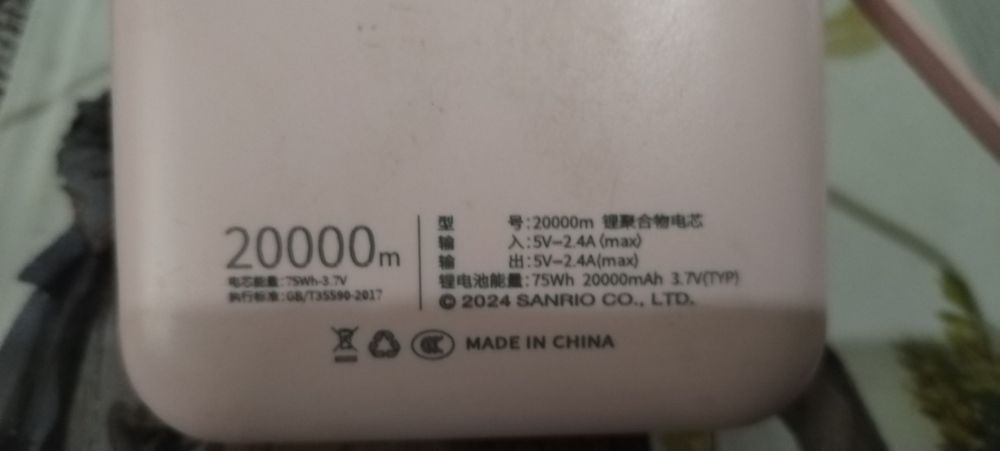 20000m
电芯能量:75Wh-3.7V
执行标准:GB/T35590-2017
型 号:20000m 锂聚合物电芯
输 入:5V⎓2.4A(max)
输 出:5V⎓2.4A(max)
锂电池能量:75Wh 20000mAh 3.7V(TYP)
© 2024 SANRIO CO., LTD.
MADE IN CHINA